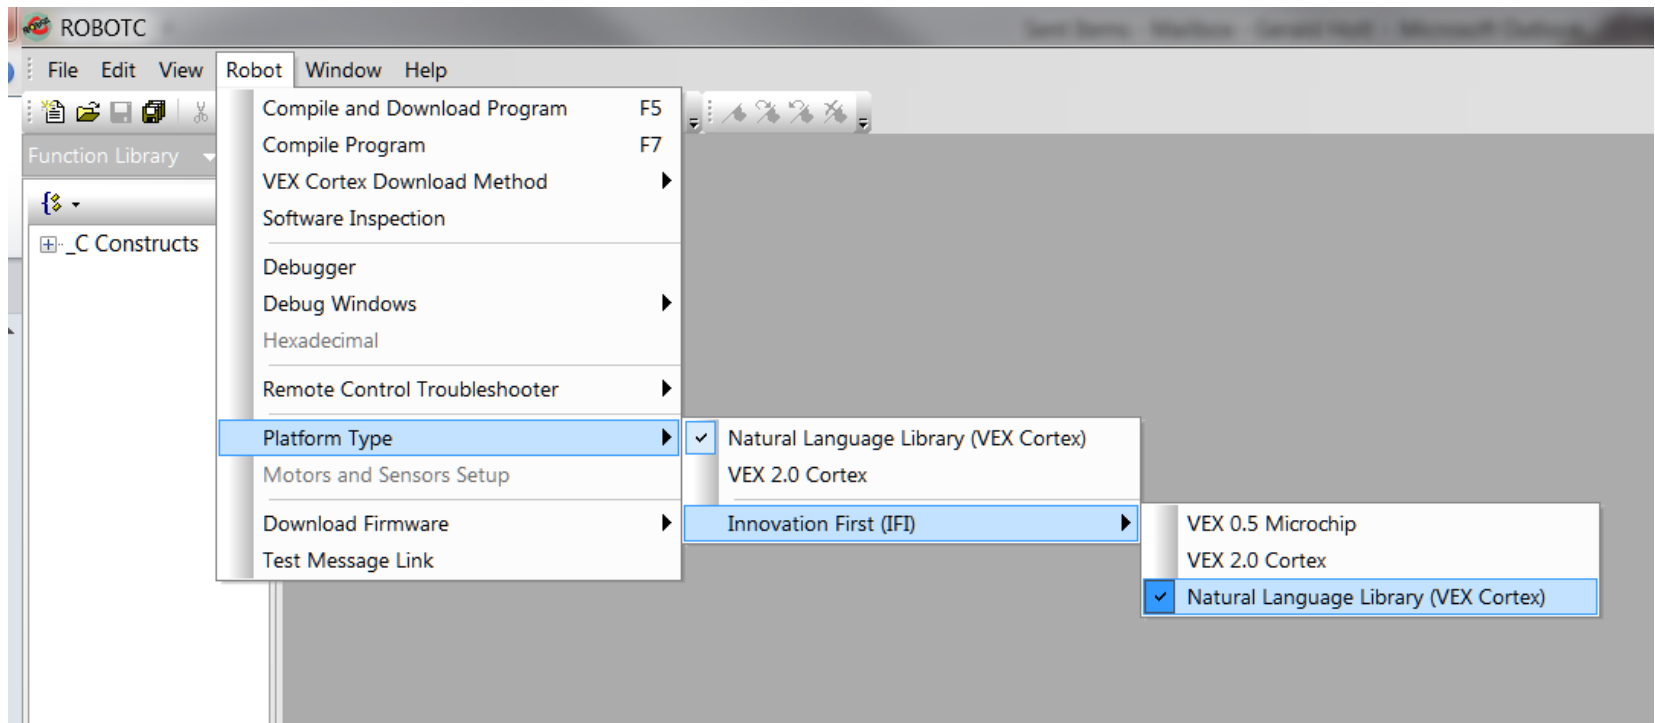 ROBOTC
File Edit View Robot Window Help
Function Library
_C Constructs
Compile and Download Program F5
Compile Program F7
VEX Cortex Download Method
Software Inspection
Debugger
Debug Windows
Hexadecimal
Remote Control Troubleshooter
Platform Type
Motors and Sensors Setup
Download Firmware
Test Message Link
Natural Language Library (VEX Cortex)
VEX 2.0 Cortex
Innovation First (IFI)
VEX 0.5 Microchip
VEX 2.0 Cortex
Natural Language Library (VEX Cortex)